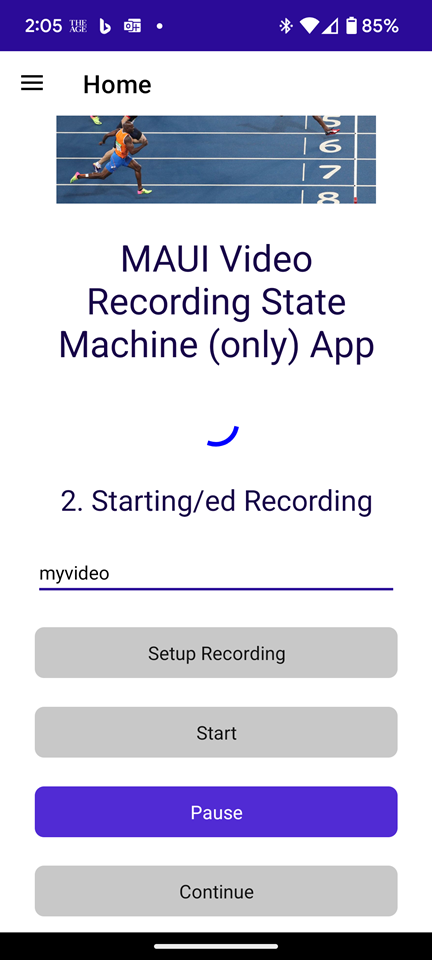 2:05 THE AGE 85%
Home
5
6
7
8
MAUI Video
Recording State
Machine (only) App
2. Starting/ed Recording
myvideo
Setup Recording
Start
Pause
Continue